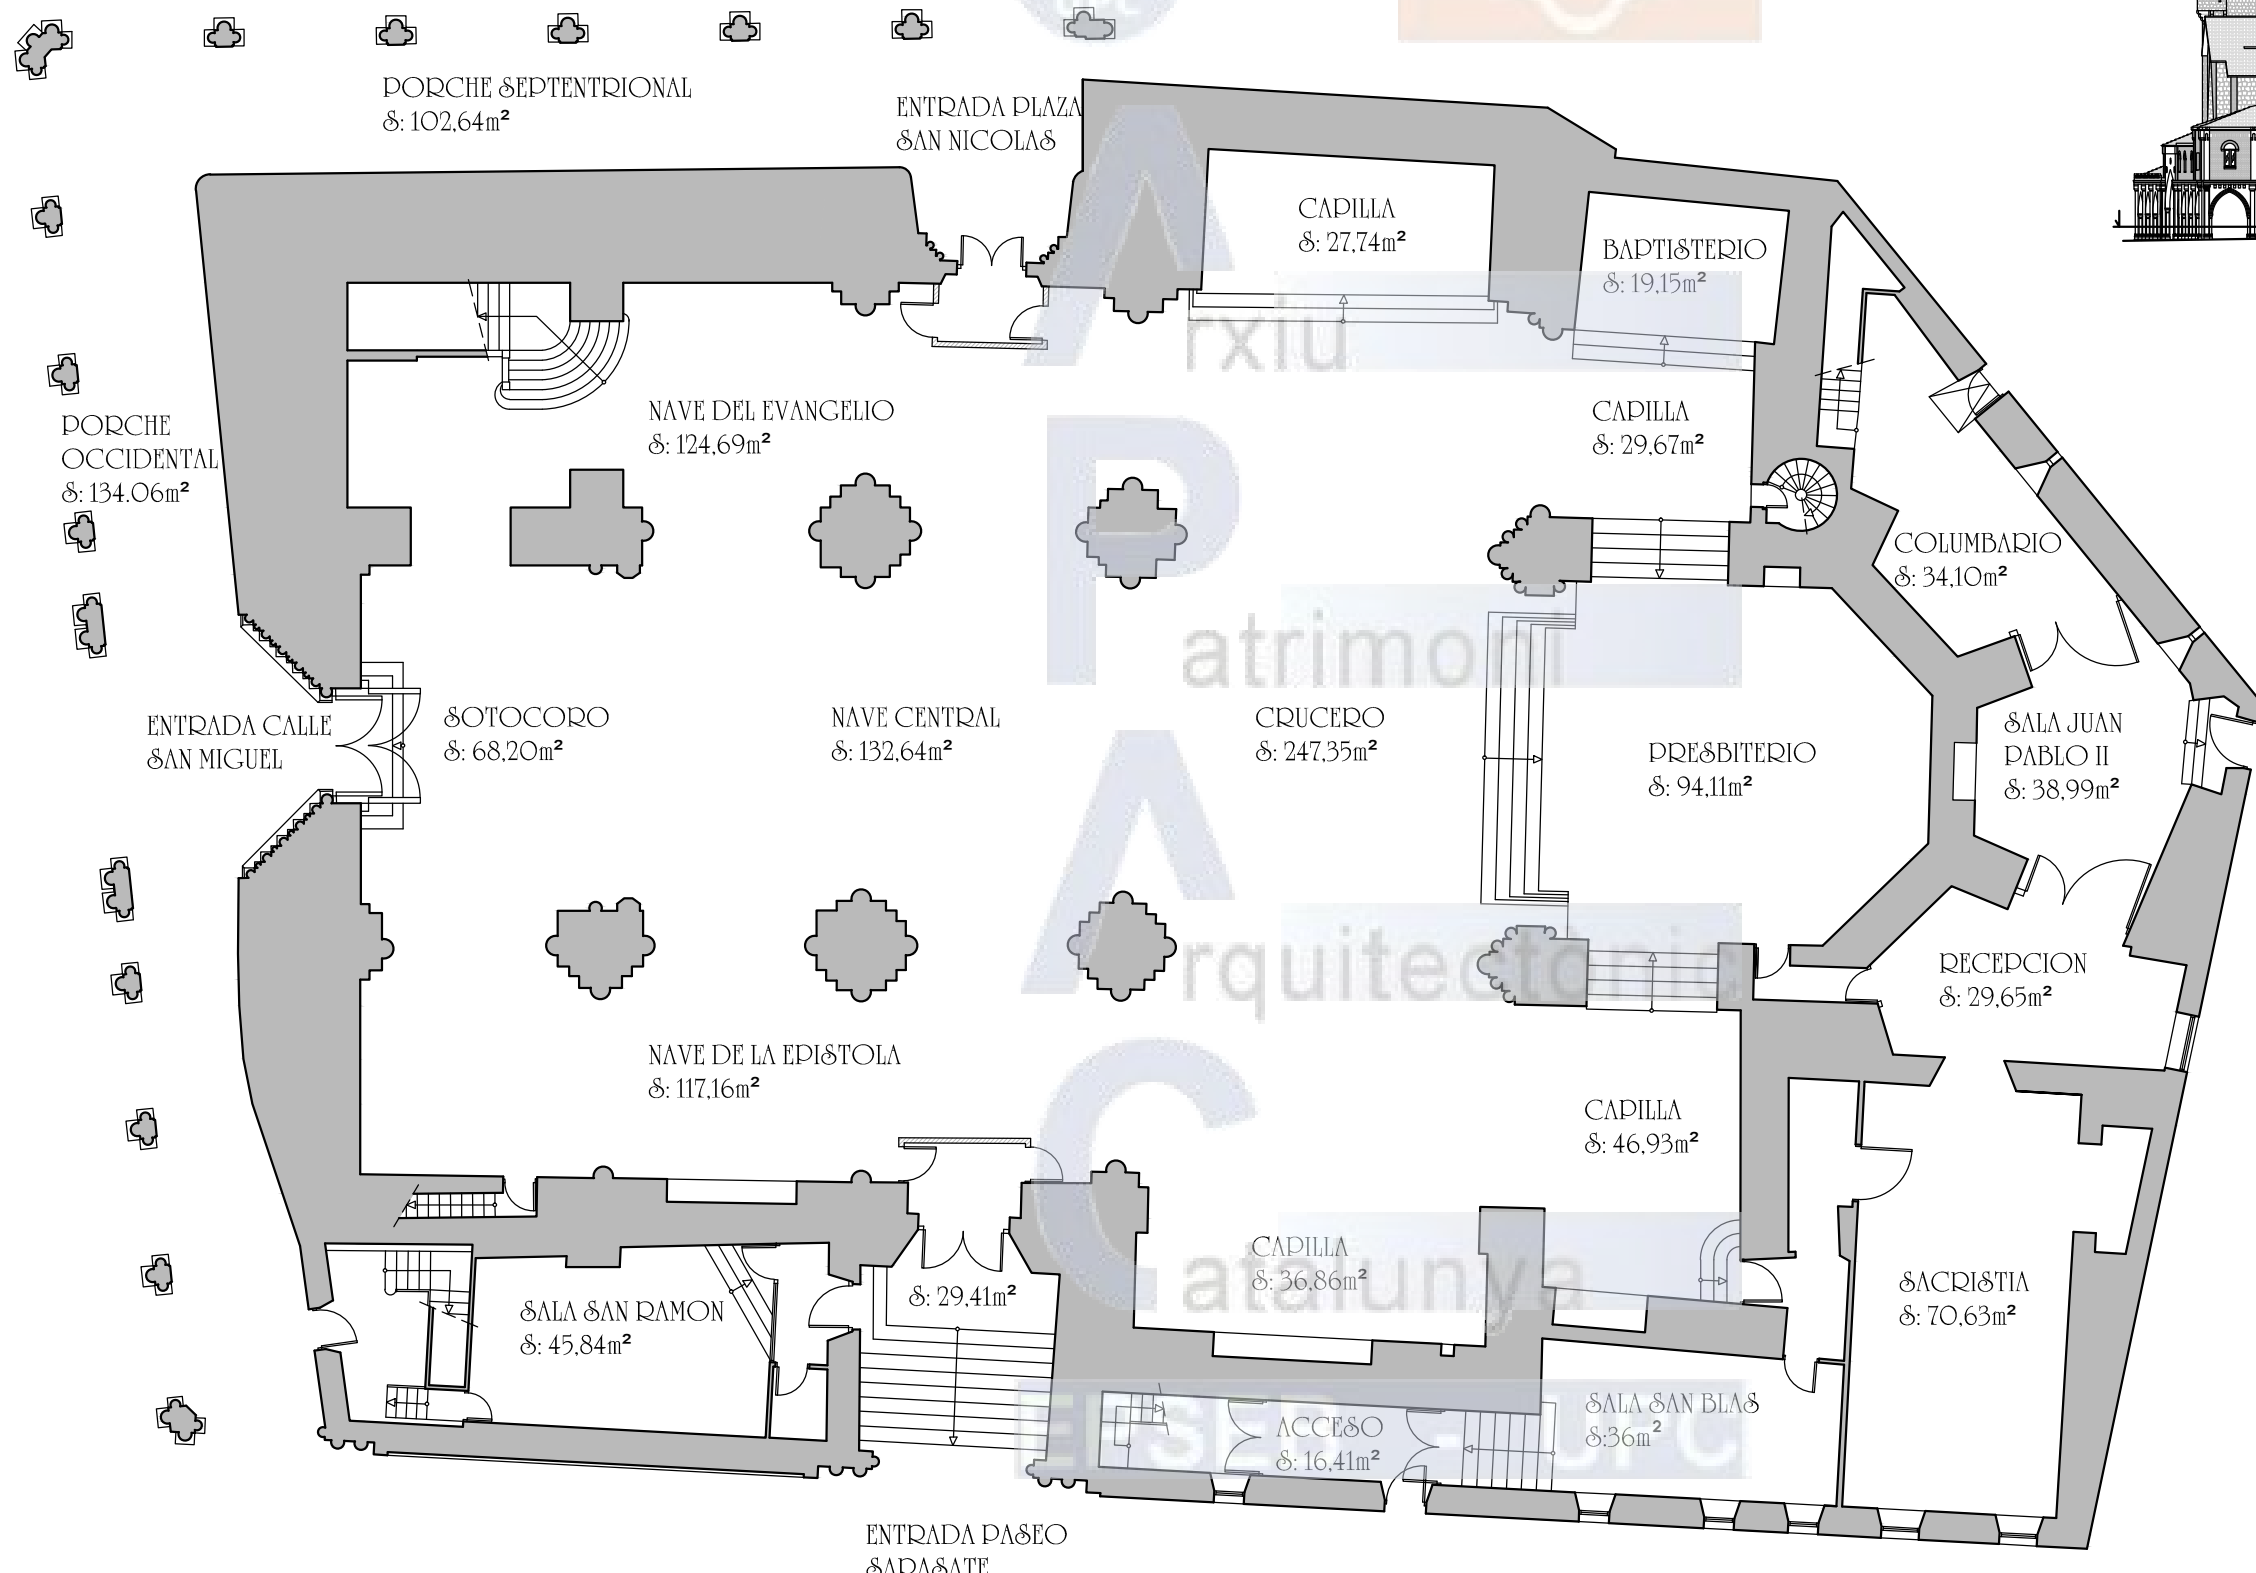 PORCHE SEPTENTRIONAL
S: 102,64m²
ENTRADA PLAZA
SAN NICOLAS
CAPILLA
S: 27,74m²
BAPTISTERIO
S: 19,15m²
Arxiu
PORCHE
OCCIDENTAL
S: 134.06m²
NAVE DEL EVANGELIO
S: 124,69m²
CAPILLA
S: 29,67m²
COLUMBARIO
S: 34,10m²
Patrimoni
ENTRADA CALLE
SAN MIGUEL
SOTOCORO
S: 68,20m²
NAVE CENTRAL
S: 132,64m²
CRUCERO
S: 247,35m²
PRESBITERIO
S: 94,11m²
SALA JUAN
PABLO II
S: 38,99m²
Arquitectònic
RECEPCION
S: 29,65m²
NAVE DE LA EPISTOLA
S: 117,16m²
CAPILLA
S: 46,93m²
CAPILLA
S: 36,86m²
Catalunya
SALA SAN RAMON
S: 45,84m²
S: 29,41m²
SACRISTIA
S: 70,63m²
SALA SAN BLAS
S:36m²
ACCESO
S: 16,41m²
UPC
ENTRADA PASEO
SARASATE